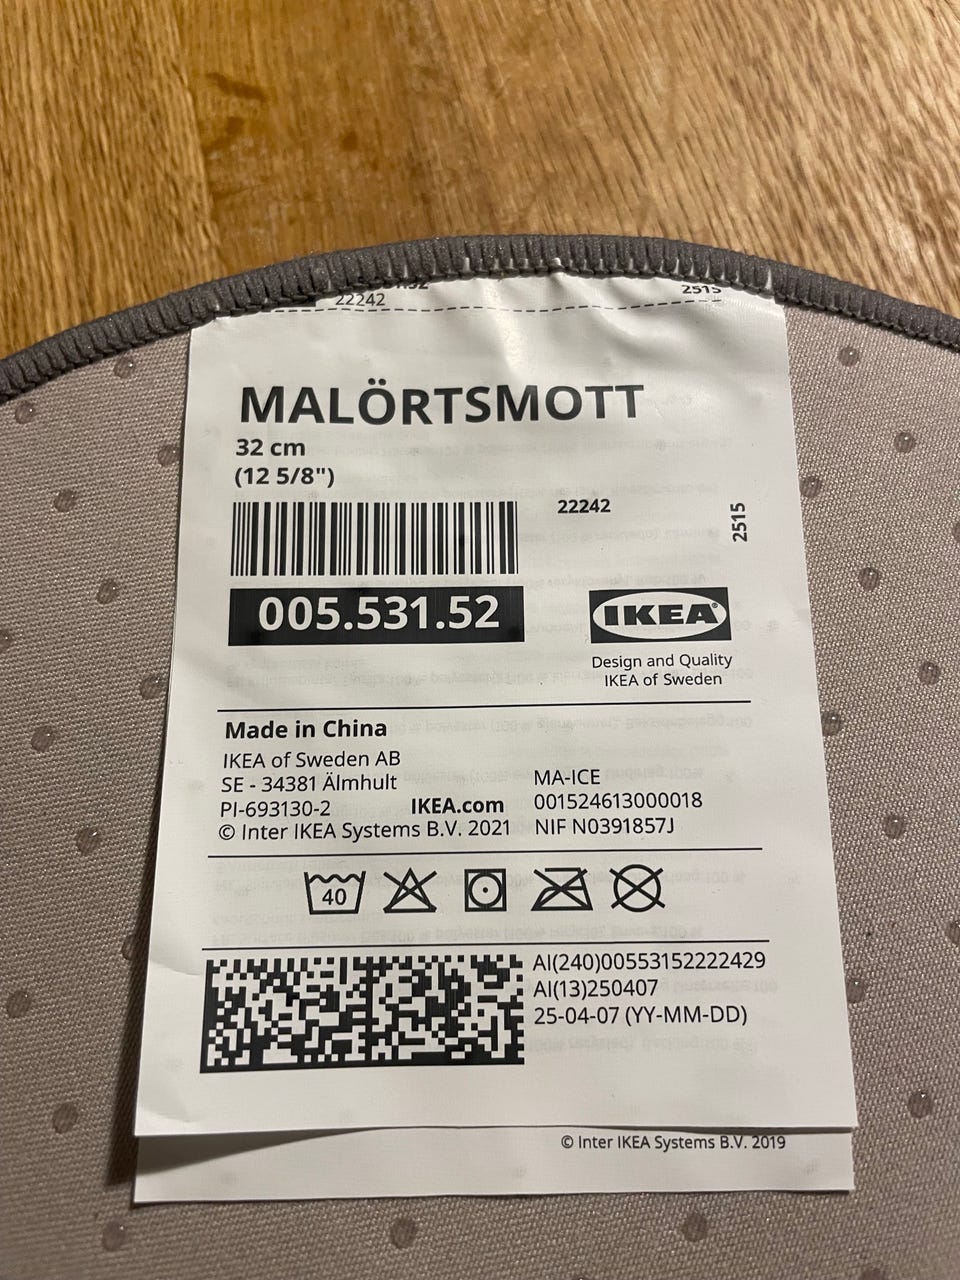 22242
2515
MALÖRTSMOTT
32 cm
(12 5/8")
22242
2515
005.531.52
IKEA®
Design and Quality
IKEA of Sweden
Made in China
IKEA of Sweden AB
SE - 34381 Älmhult
PI-693130-2 IKEA.com
© Inter IKEA Systems B.V. 2021
MA-ICE
001524613000018
NIF N0391857J
40
AI(240)00553152222429
AI(13)250407
25-04-07 (YY-MM-DD)
© Inter IKEA Systems B.V. 2019